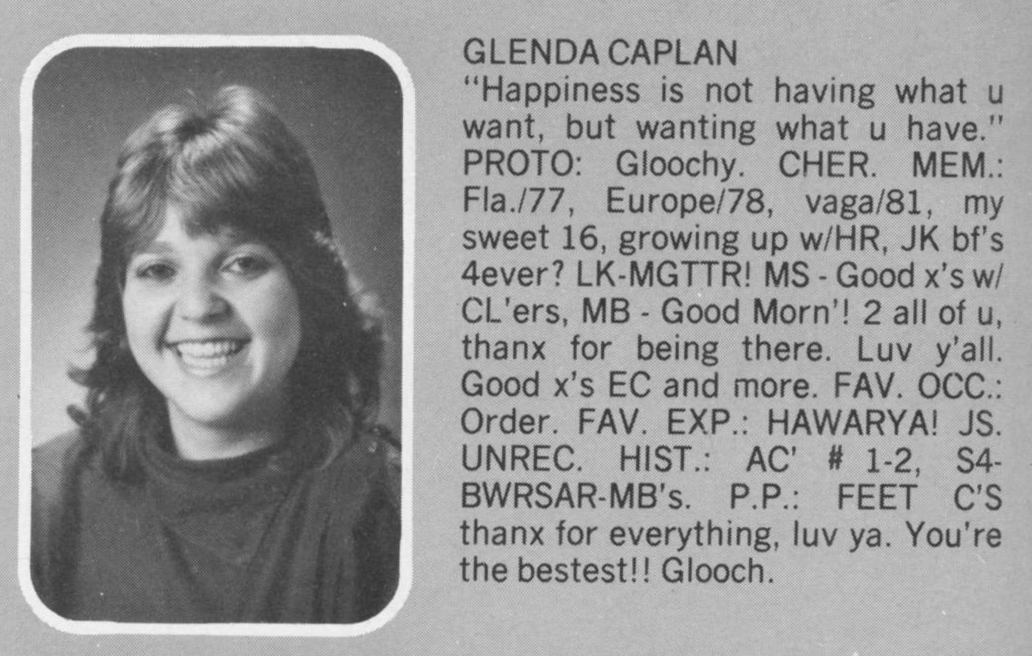 GLENDA CAPLAN
"Happiness is not having what u
want, but wanting what u have."
PROTO: Gloochy. CHER. MEM.:
Fla./77, Europe/78, vaga/81, my
sweet 16, growing up w/HR, JK bf's
4ever? LK-MGTTR! MS - Good x's w/
CL'ers, MB - Good Morn'! 2 all of u,
thanx for being there. Luv y'all.
Good x's EC and more. FAV. OCC.:
Order. FAV. EXP.: HAWARYA! JS.
UNREC. HIST.: AC' # 1-2, S4-
BWRSAR-MB's. P.P.: FEET C'S
thanx for everything, luv ya. You're
the bestest!! Glooch.